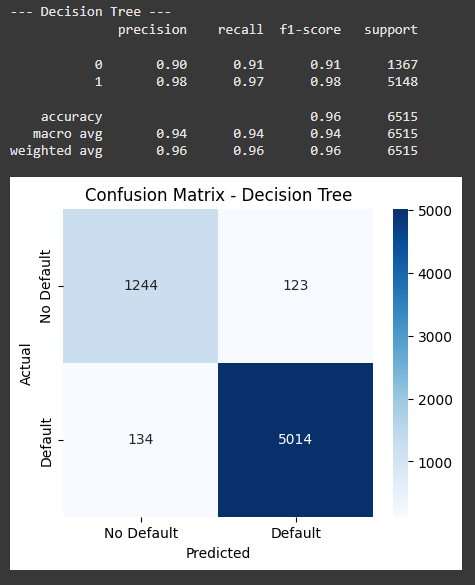 --- Decision Tree ---
precision recall f1-score support
0 0.90 0.91 0.91 1367
1 0.98 0.97 0.98 5148
accuracy 0.96 6515
macro avg 0.94 0.94 0.94 6515
weighted avg 0.96 0.96 0.96 6515
Confusion Matrix - Decision Tree
No Default 1244 123
Default 134 5014
Actual
No Default Default
Predicted
5000
4000
3000
2000
1000